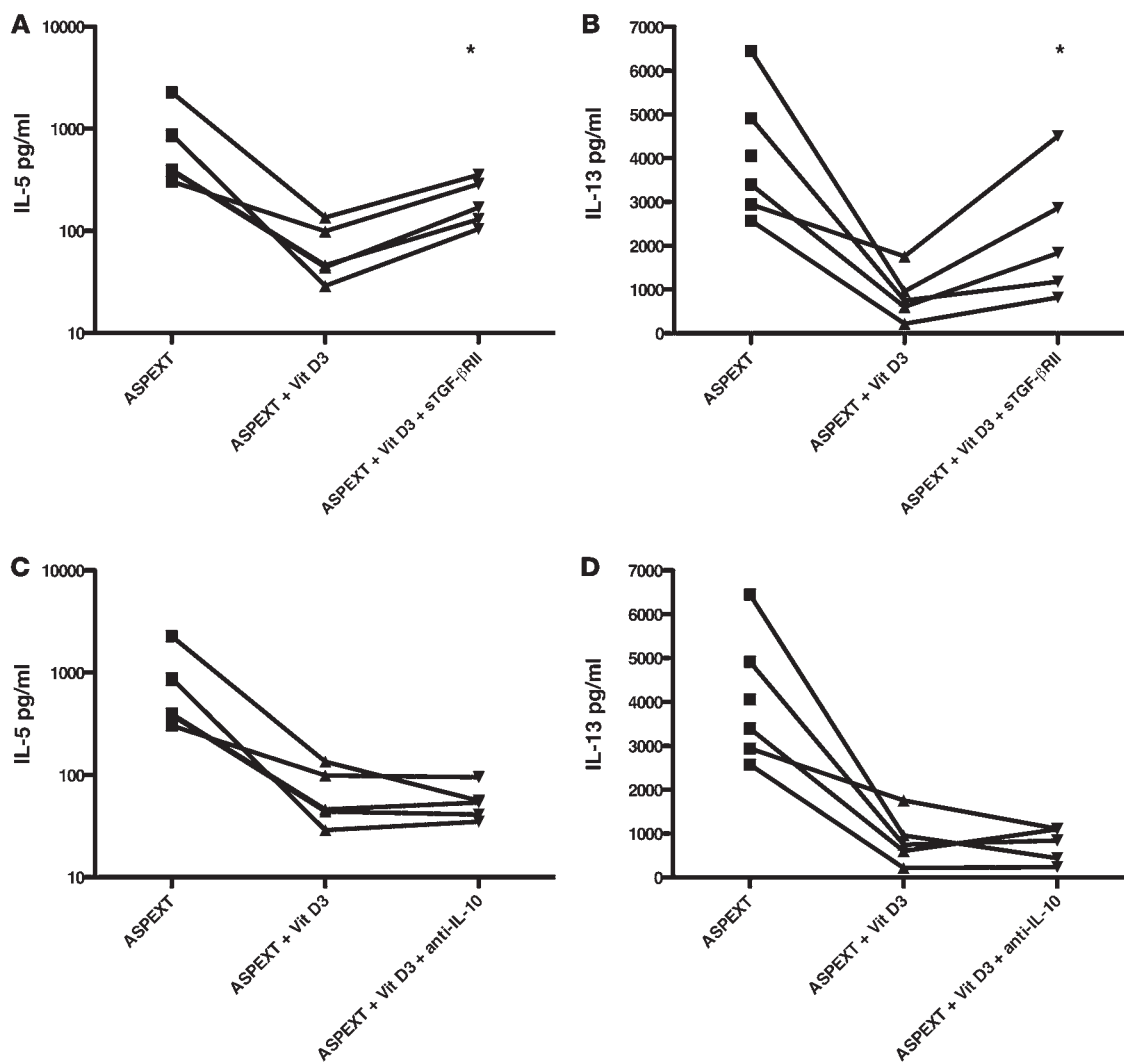 A
B
*
*
IL-5 pg/ml
10000
1000
100
10
ASPEXT
ASPEXT + Vit D3
ASPEXT + Vit D3 + sTGF-βRII
IL-13 pg/ml
7000
6000
5000
4000
3000
2000
1000
0
ASPEXT
ASPEXT + Vit D3
ASPEXT + Vit D3 + sTGF-βRII
C
D
IL-5 pg/ml
10000
1000
100
10
ASPEXT
ASPEXT + Vit D3
ASPEXT + Vit D3 + anti-IL-10
IL-13 pg/ml
7000
6000
5000
4000
3000
2000
1000
0
ASPEXT
ASPEXT + Vit D3
ASPEXT + Vit D3 + anti-IL-10